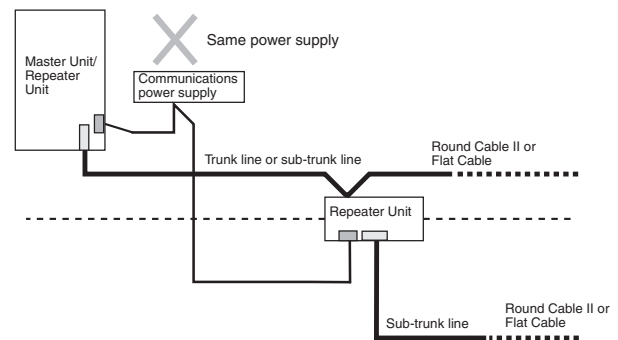 Same power supply
Master Unit/
Repeater
Unit
Communications
power supply
Trunk line or sub-trunk line
Round Cable II or
Flat Cable
Repeater Unit
Sub-trunk line
Round Cable II or
Flat Cable